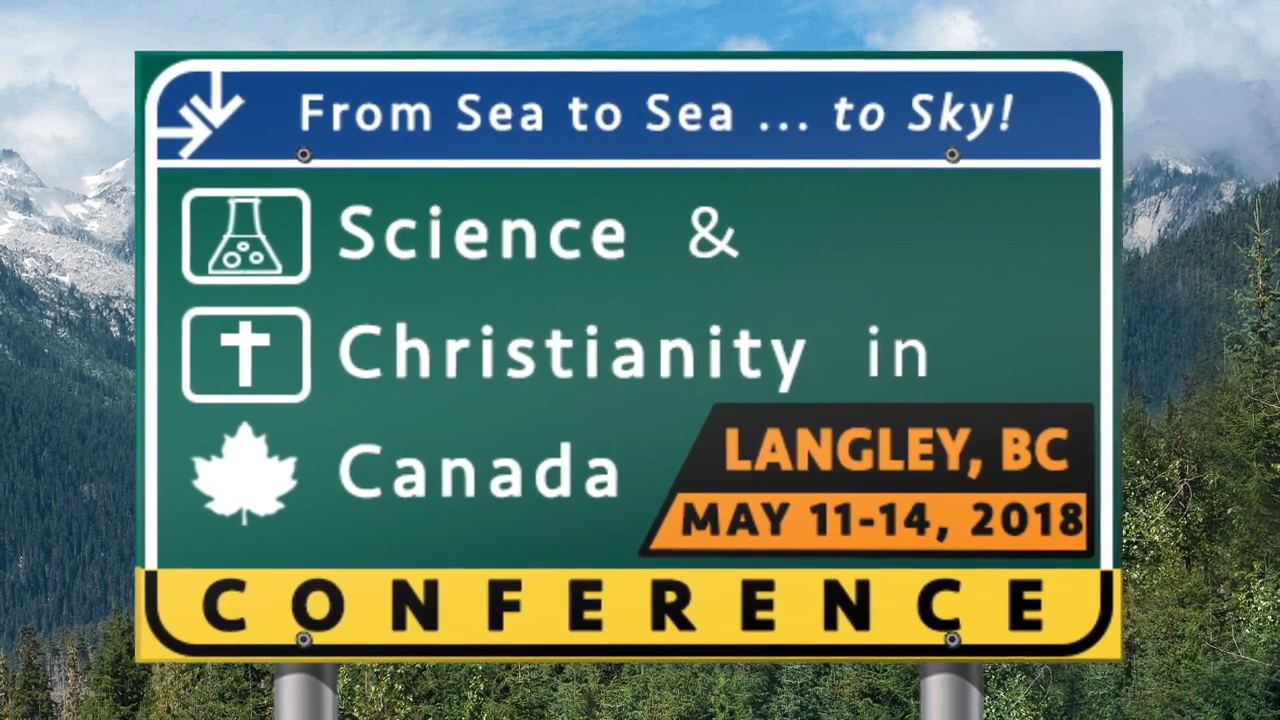 From Sea to Sea ... to Sky!
Science &
Christianity in
Canada
LANGLEY, BC
MAY 11-14, 2018
CONFERENCE